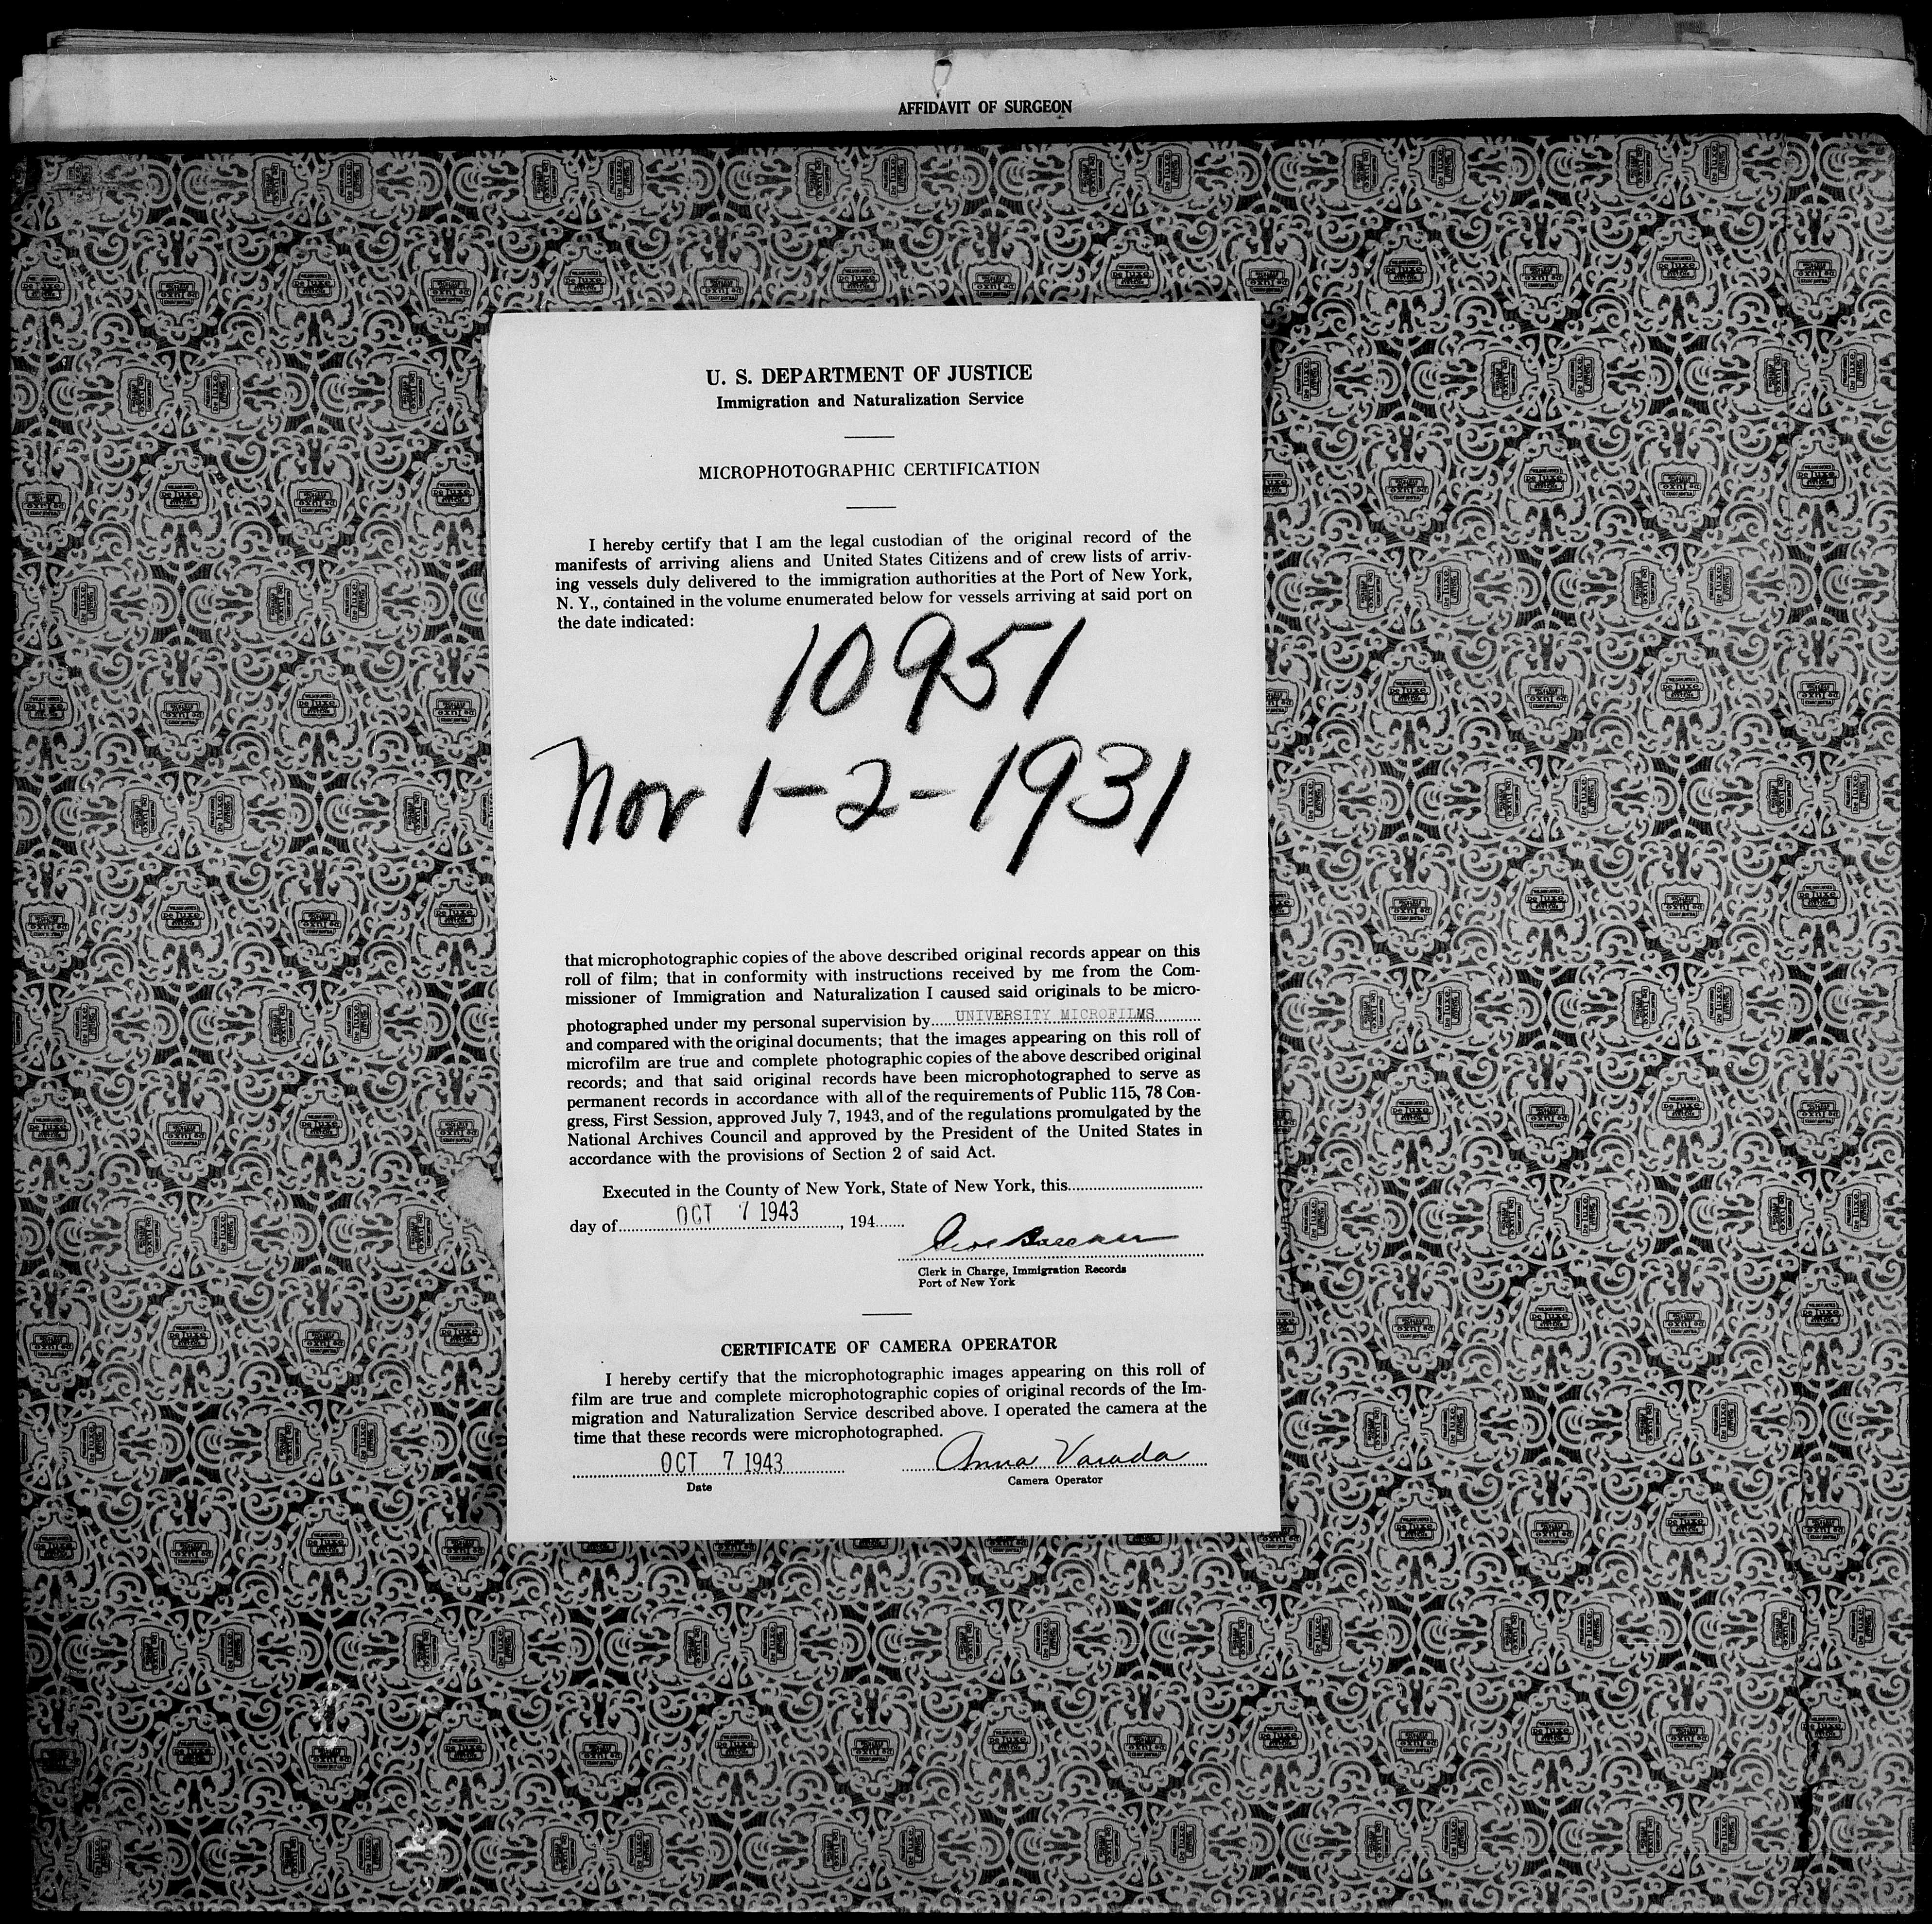 AFFIDAVIT OF SURGEON
U. S. DEPARTMENT OF JUSTICE
Immigration and Naturalization Service
MICROPHOTOGRAPHIC CERTIFICATION
I hereby certify that I am the legal custodian of the original record of the
manifests of arriving aliens and United States Citizens and of crew lists of arriv-
ing vessels duly delivered to the immigration authorities at the Port of New York,
N. Y., contained in the volume enumerated below for vessels arriving at said port on
the date indicated:
10951
Nov 1-2-1931
that microphotographic copies of the above described original records appear on this
roll of film; that in conformity with instructions received by me from the Com-
missioner of Immigration and Naturalization I caused said originals to be micro-
photographed under my personal supervision by UNIVERSITY MICROFILMS
and compared with the original documents; that the images appearing on this roll of
microfilm are true and complete photographic copies of the above described original
records; and that said original records have been microphotographed to serve as
permanent records in accordance with all of the requirements of Public 115, 78 Con-
gress, First Session, approved July 7, 1943, and of the regulations promulgated by the
National Archives Council and approved by the President of the United States in
accordance with the provisions of Section 2 of said Act.
Executed in the County of New York, State of New York, this
day of OCT 7 1943, 194
Clerk in Charge, Immigration Records
Port of New York
CERTIFICATE OF CAMERA OPERATOR
I hereby certify that the microphotographic images appearing on this roll of
film are true and complete microphotographic copies of original records of the Im-
migration and Naturalization Service described above. I operated the camera at the
time that these records were microphotographed.
OCT 7 1943 Anna Varada
Date Camera Operator